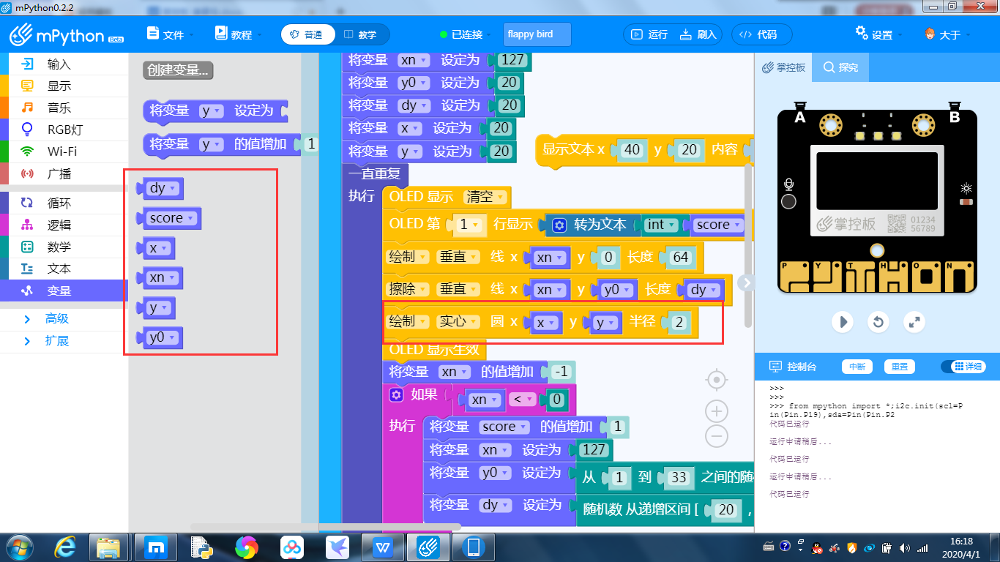 mPython0.2.2
mPython Beta 文件 教程 普通 教学 已连接 flappy bird 运行 刷入 </> 代码 设置 大于
输入
显示
音乐
RGB灯
Wi-Fi
广播
循环
逻辑
数学
文本
变量
高级
扩展
创建变量...
将变量 y 设定为
将变量 y 的值增加 1
dy
score
x
xn
y
y0
将变量 xn 设定为 127
将变量 y0 设定为 20
将变量 dy 设定为 20
将变量 x 设定为 20
将变量 y 设定为 20
显示文本 x 40 y 20 内容
一直重复
执行 OLED 显示 清空
OLED 第 1 行显示 转为文本 int score
绘制 垂直 线 x xn y 0 长度 64
擦除 垂直 线 x xn y y0 长度 dy
绘制 实心 圆 x x y y 半径 2
OLED 显示生效
将变量 xn 的值增加 -1
如果 xn < 0
执行 将变量 score 的值增加 1
将变量 xn 设定为 127
将变量 y0 设定为 从 1 到 33 之间的随
将变量 dy 设定为 随机数 从递增区间 [ 20 ,
掌控板 探究
A B
掌控板 01234
56789
P Y T H O N
PYTHON
控制台 中断 重置 详细
>>>
>>>
>>> from mpython import *;i2c.init(scl=P
in(Pin.P19),sda=Pin(Pin.P2
代码已运行
运行中请稍后...
代码已运行
运行中请稍后...
代码已运行
16:18
2020/4/1